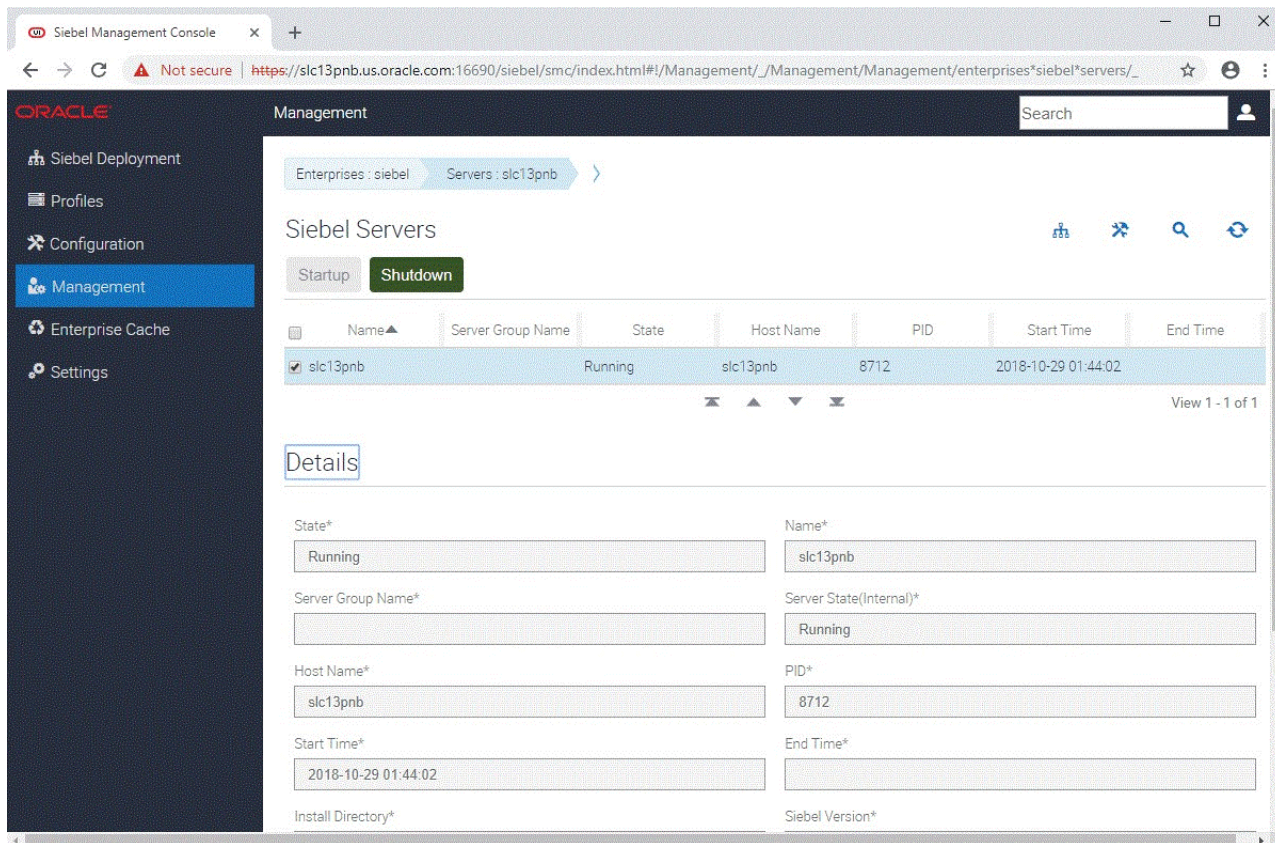 Siebel Management Console
Not secure | https://slc13pnb.us.oracle.com:16690/siebel/smc/index.html#!/Management/_/Management/Management/enterprises*siebel*servers/_
ORACLE
Management
Search
Siebel Deployment
Profiles
Configuration
Management
Enterprise Cache
Settings
Enterprises : siebel
Servers : slc13pnb
Siebel Servers
Startup
Shutdown
Name Server Group Name State Host Name PID Start Time End Time
slc13pnb Running slc13pnb 8712 2018-10-29 01:44:02
View 1 - 1 of 1
Details
State* Name*
Running slc13pnb
Server Group Name* Server State(Internal)*
Running
Host Name* PID*
slc13pnb 8712
Start Time* End Time*
2018-10-29 01:44:02
Install Directory* Siebel Version*